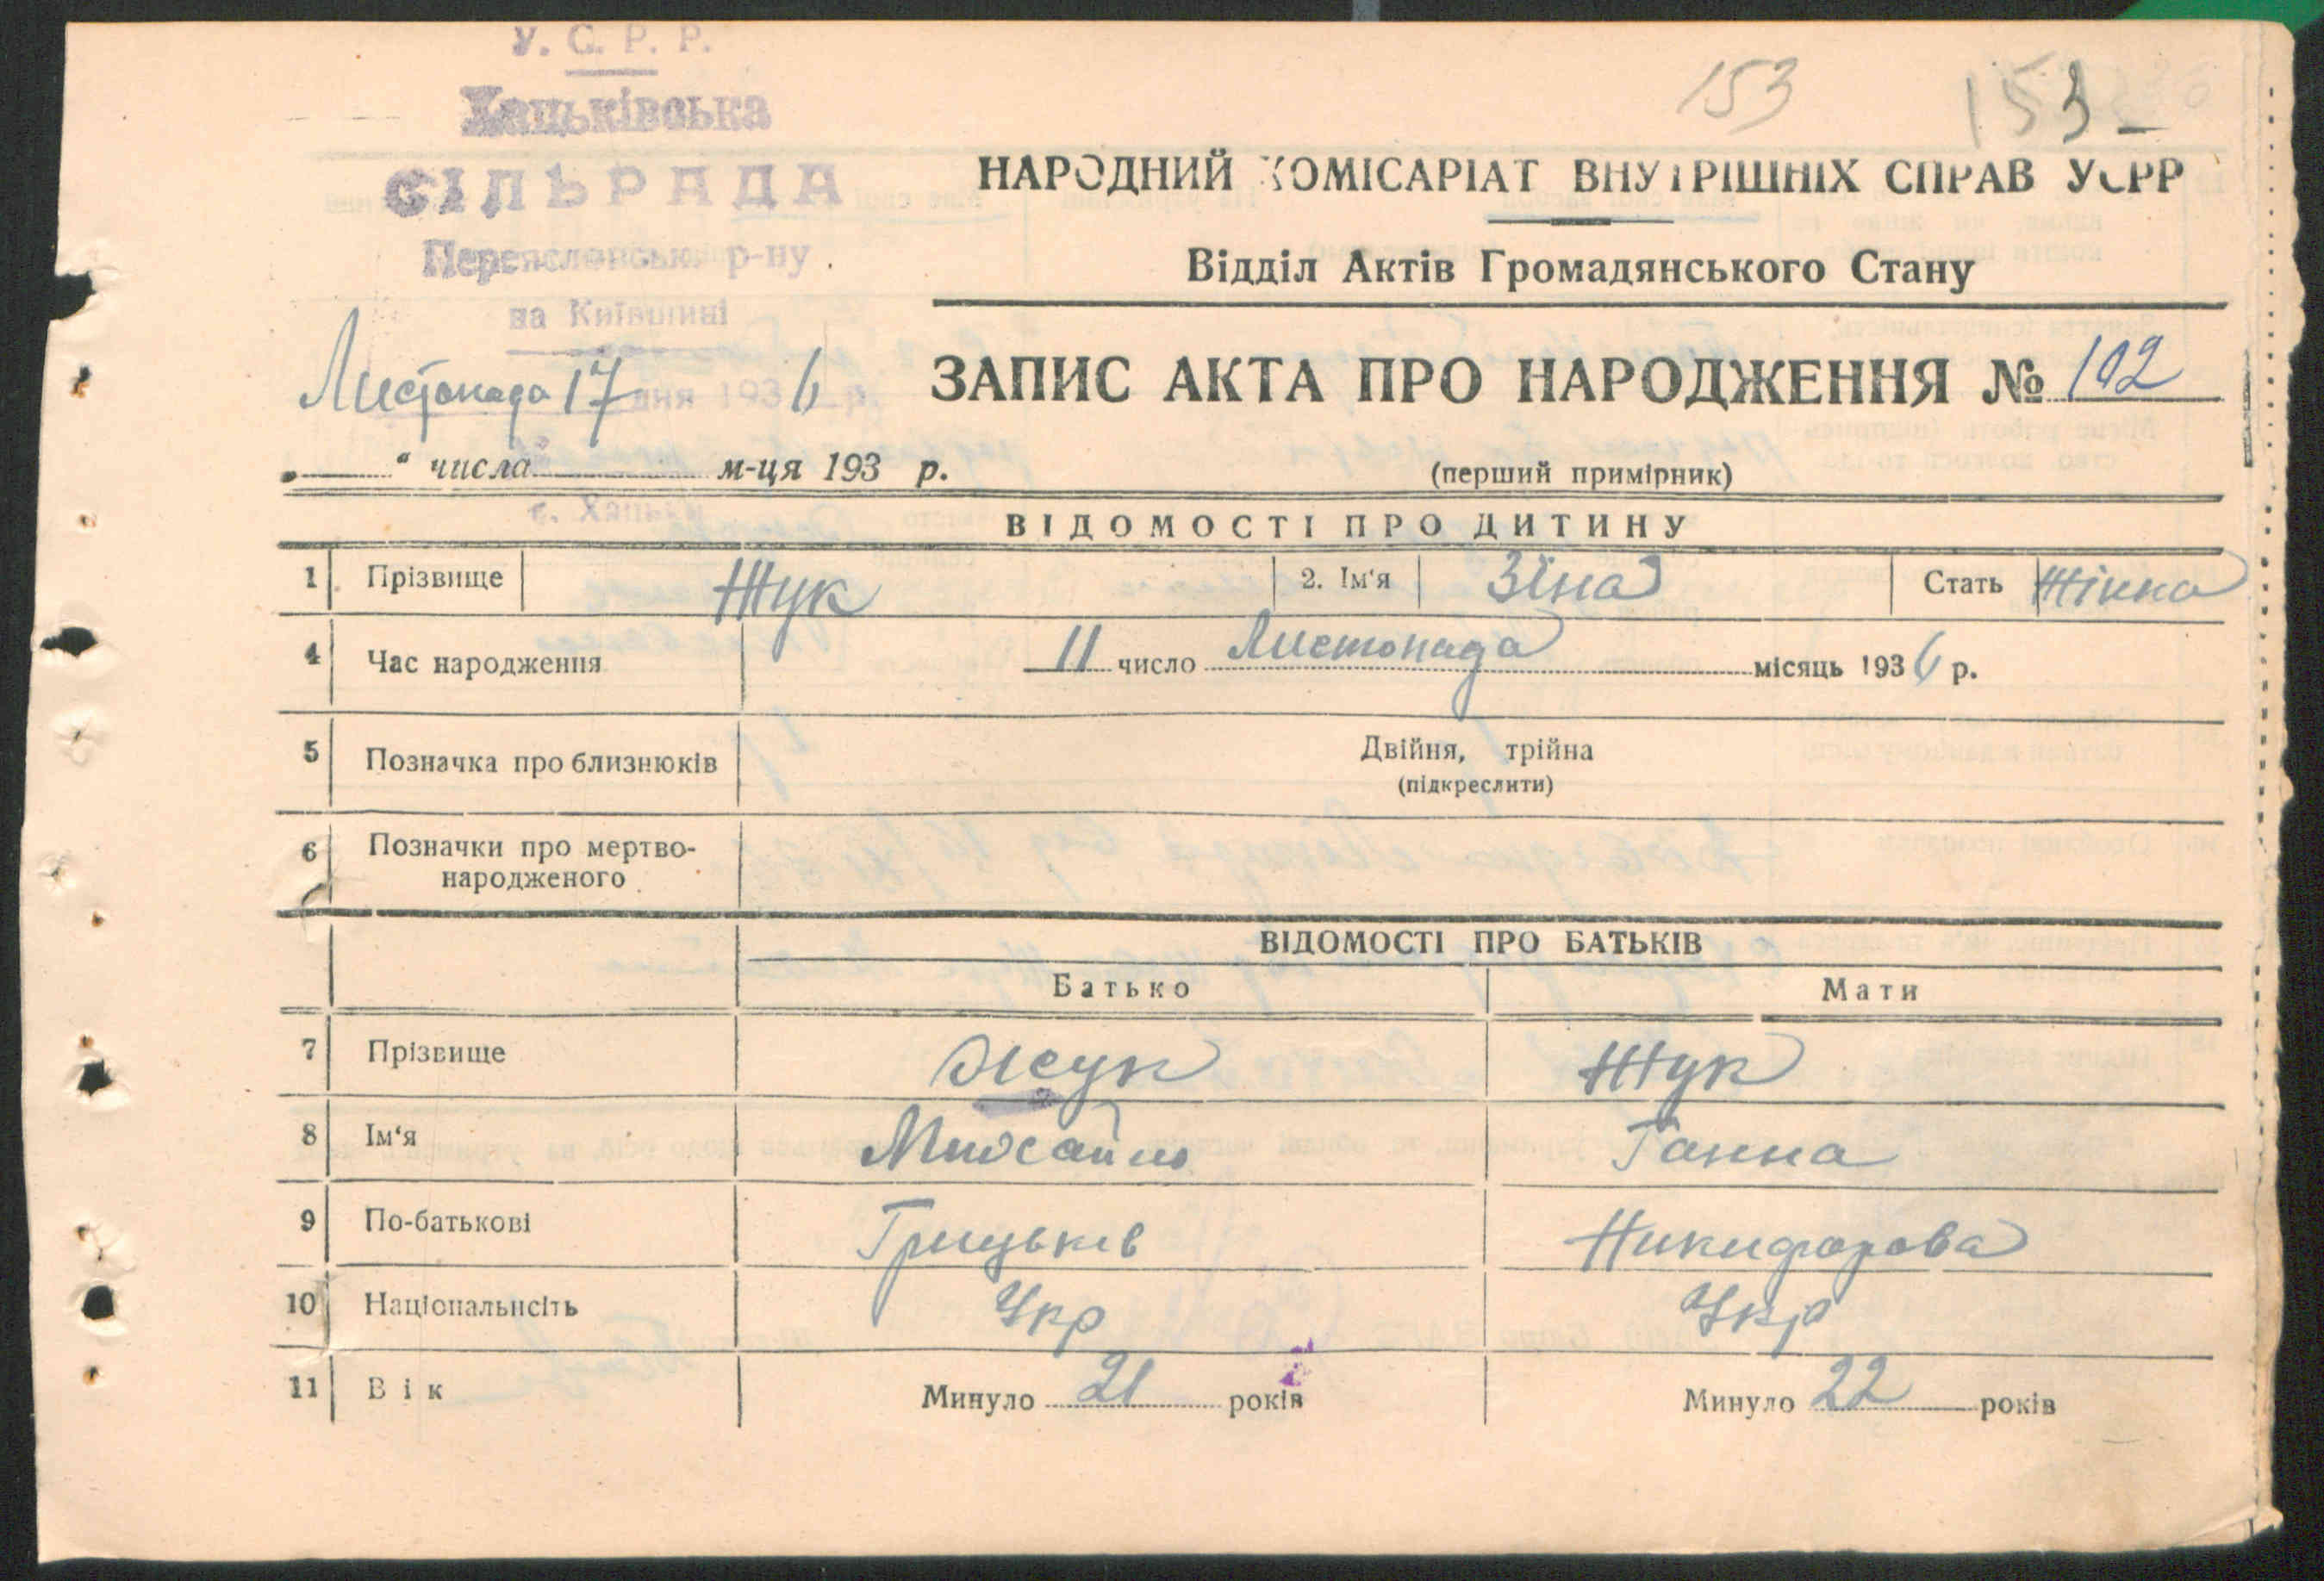 У. С. Р. Р.
Хацьківська
СІЛЬРАДА
Переяславськ. р-ну
на Київщині
Листопада 17 дня 1936 р.
с. Хацьки
153 153
НАРОДНИЙ КОМІСАРІАТ ВНУТРІШНІХ СПРАВ УСРР
Відділ Актів Громадянського Стану
ЗАПИС АКТА ПРО НАРОДЖЕННЯ № 102
„ “ числа м-ця 193 р.
(перший примірник)
ВІДОМОСТІ ПРО ДИТИНУ
1 Прізвище Жук 2. Ім'я Зіна Стать Жінка
4 Час народження 11 число Листопада місяць 1936 р.
5 Позначка про близнюків Двійня, трійна
(підкреслити)
6 Позначки про мертво-
народженого
ВІДОМОСТІ ПРО БАТЬКІВ
Батько Мати
7 Прізвище Жук Жук
8 Ім'я Михайло Ганна
9 По-батькові Грицьків Никифорова
10 Національнсіть Укр Укр
11 Вік Минуло 21 років Минуло 22 років